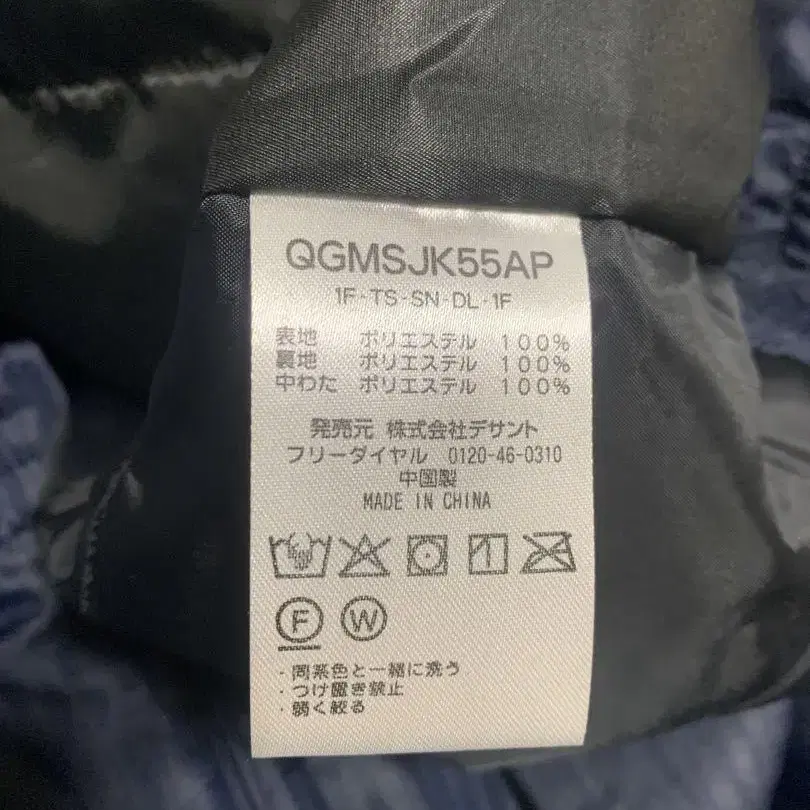 QGMSJK55AP
1F-TS-SN-DL-1F
表地 ポリエステル 100%
裏地 ポリエステル 100%
中わた ポリエステル 100%
発売元 株式会社デサント
フリーダイヤル 0120-46-0310
中国製
MADE IN CHINA
F W
・同系色と一緒に洗う
・つけ置き禁止
・弱く絞る